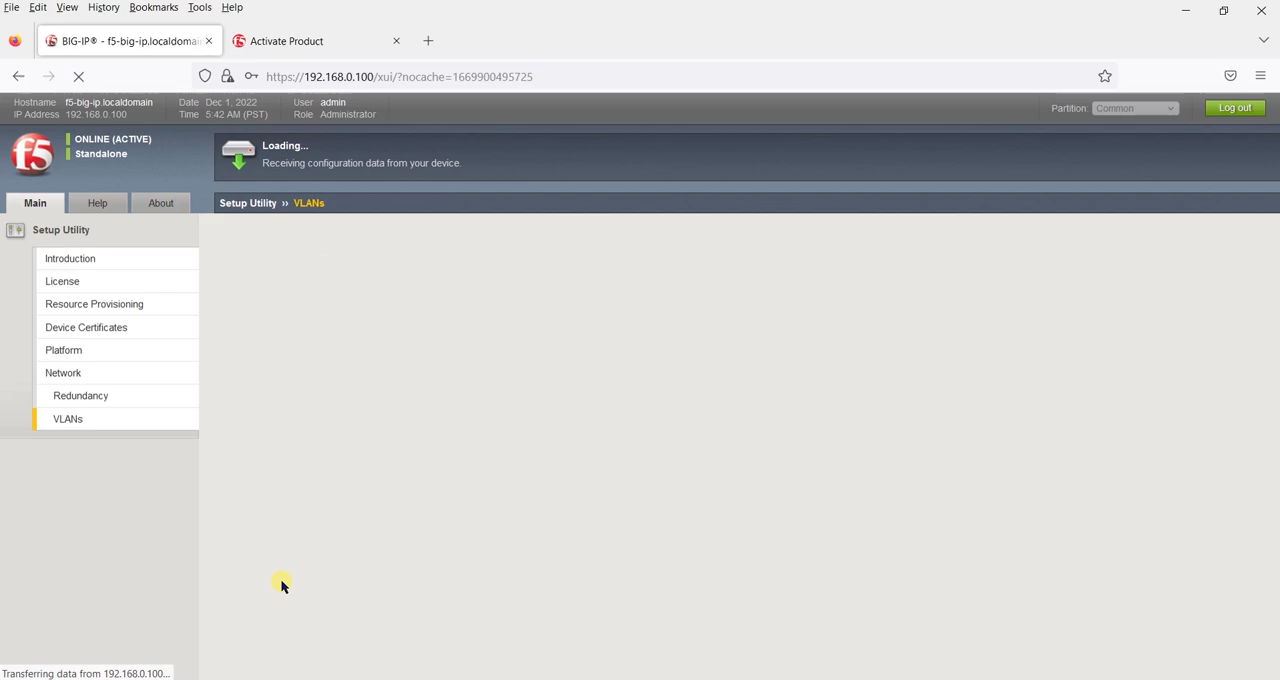 File Edit View History Bookmarks Tools Help
BIG-IP® - f5-big-ip.localdomai
Activate Product
https://192.168.0.100/xui/?nocache=1669900495725
Hostname f5-big-ip.localdomain Date Dec 1, 2022 User admin
IP Address 192.168.0.100 Time 5:42 AM (PST) Role Administrator
Partition: Common Log out
f5
ONLINE (ACTIVE)
Standalone
Loading...
Receiving configuration data from your device.
Main Help About
Setup Utility ›› VLANs
Setup Utility
Introduction
License
Resource Provisioning
Device Certificates
Platform
Network
Redundancy
VLANs
Transferring data from 192.168.0.100...